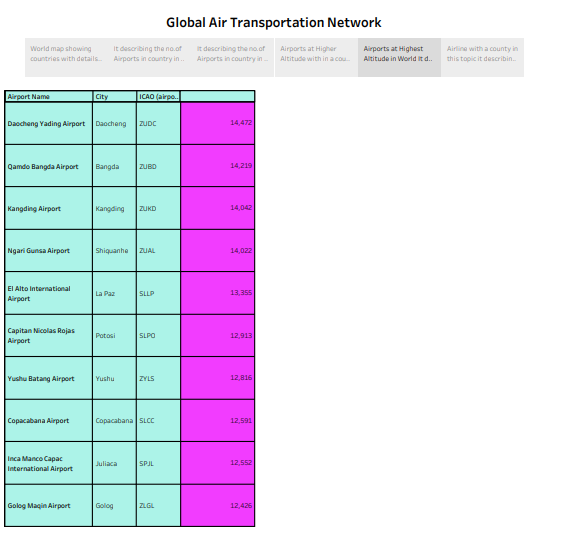 Global Air Transportation Network
World map showing
countries with details..
It describing the no.of
Airports in country in ..
It describing the no.of
Airports in country in ..
Airports at Higher
Altitude with in a cou..
Airports at Highest
Altitude in World It d..
Airline with a county in
this topic It describin..
Airport Name City ICAO (airpo..
Daocheng Yading Airport Daocheng ZUDC 14,472
Qamdo Bangda Airport Bangda ZUBD 14,219
Kangding Airport Kangding ZUKD 14,042
Ngari Gunsa Airport Shiquanhe ZUAL 14,022
El Alto International
Airport La Paz SLLP 13,355
Capitan Nicolas Rojas
Airport Potosi SLPO 12,913
Yushu Batang Airport Yushu ZYLS 12,816
Copacabana Airport Copacabana SLCC 12,591
Inca Manco Capac
International Airport Juliaca SPJL 12,552
Golog Maqin Airport Golog ZLGL 12,426